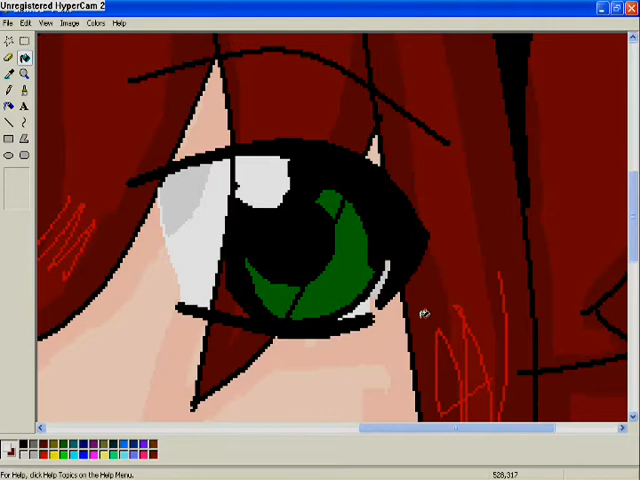 Unregistered HyperCam 2
File Edit View Image Colors Help
A
For Help, click Help Topics on the Help Menu.
528,317